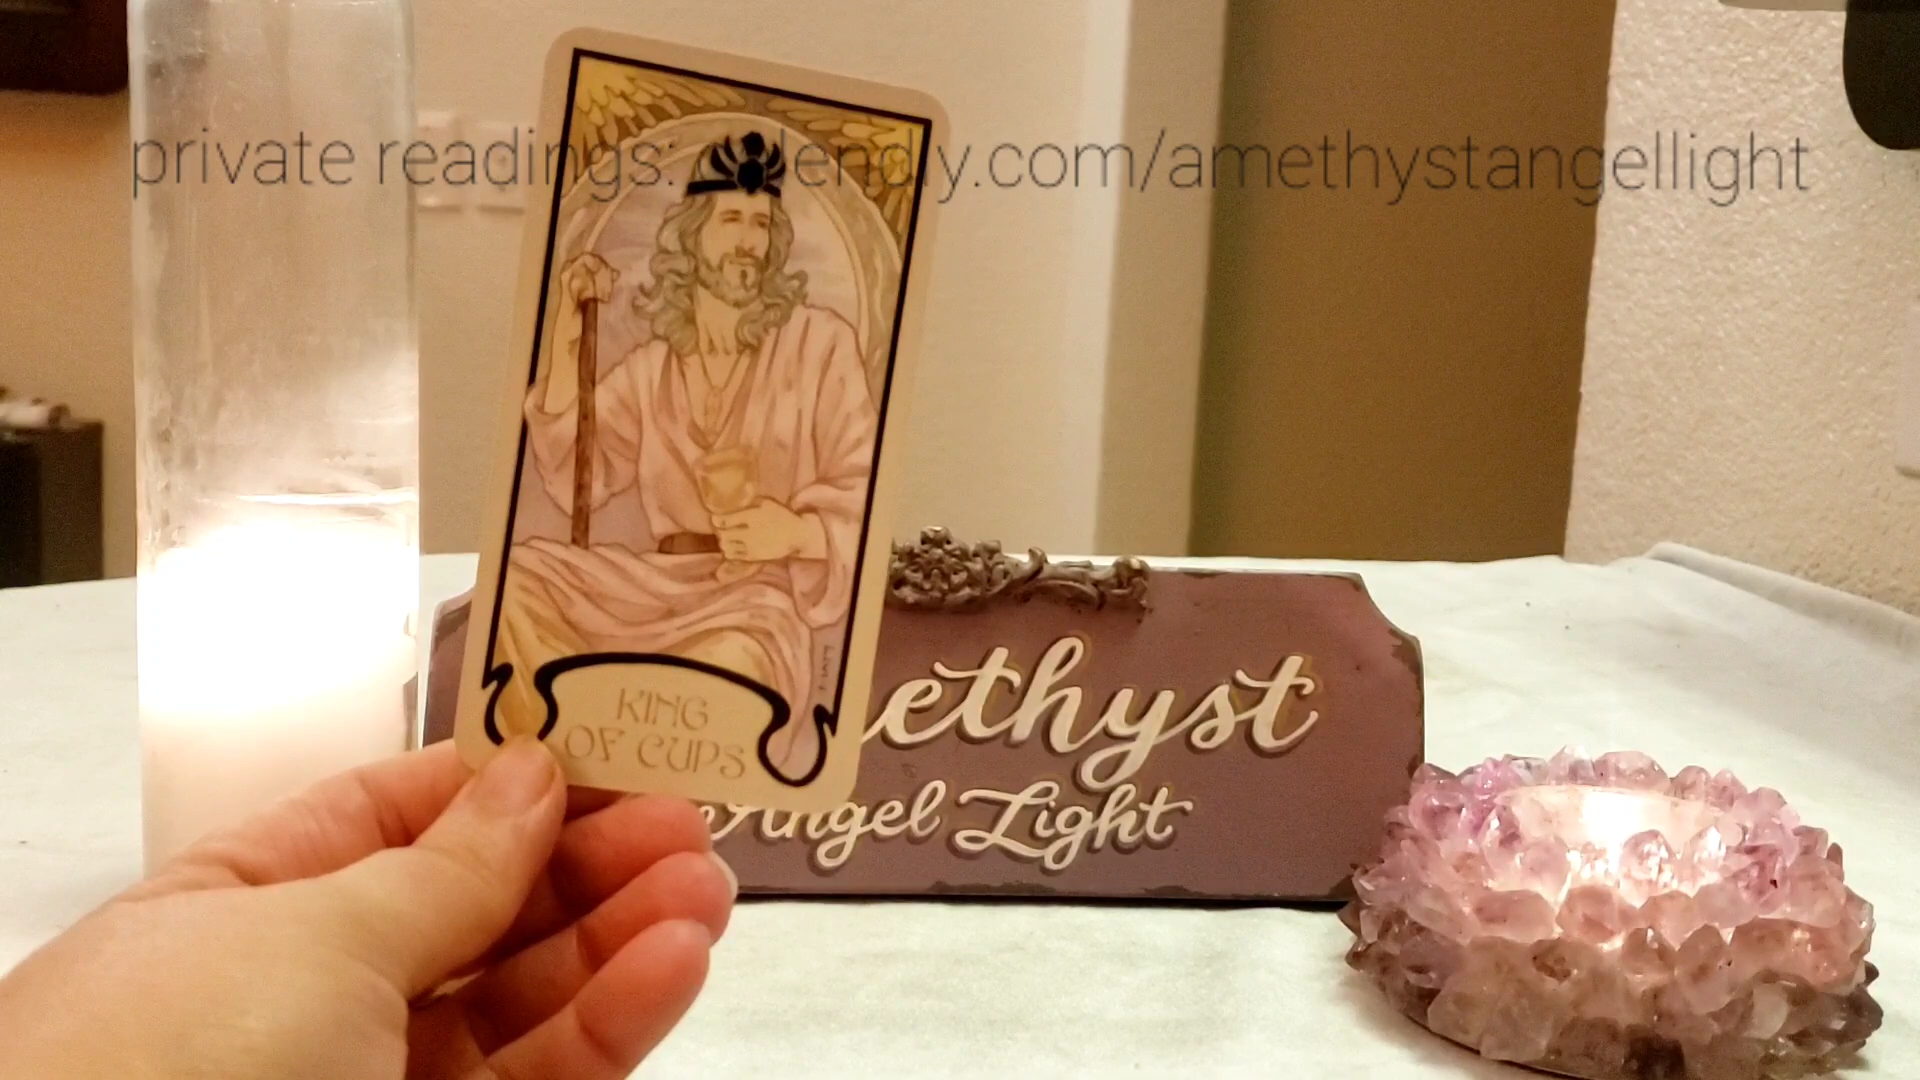 private readings: lendly.com/amethystangellight
KING
OF CUPS
ethyst
Angel Light